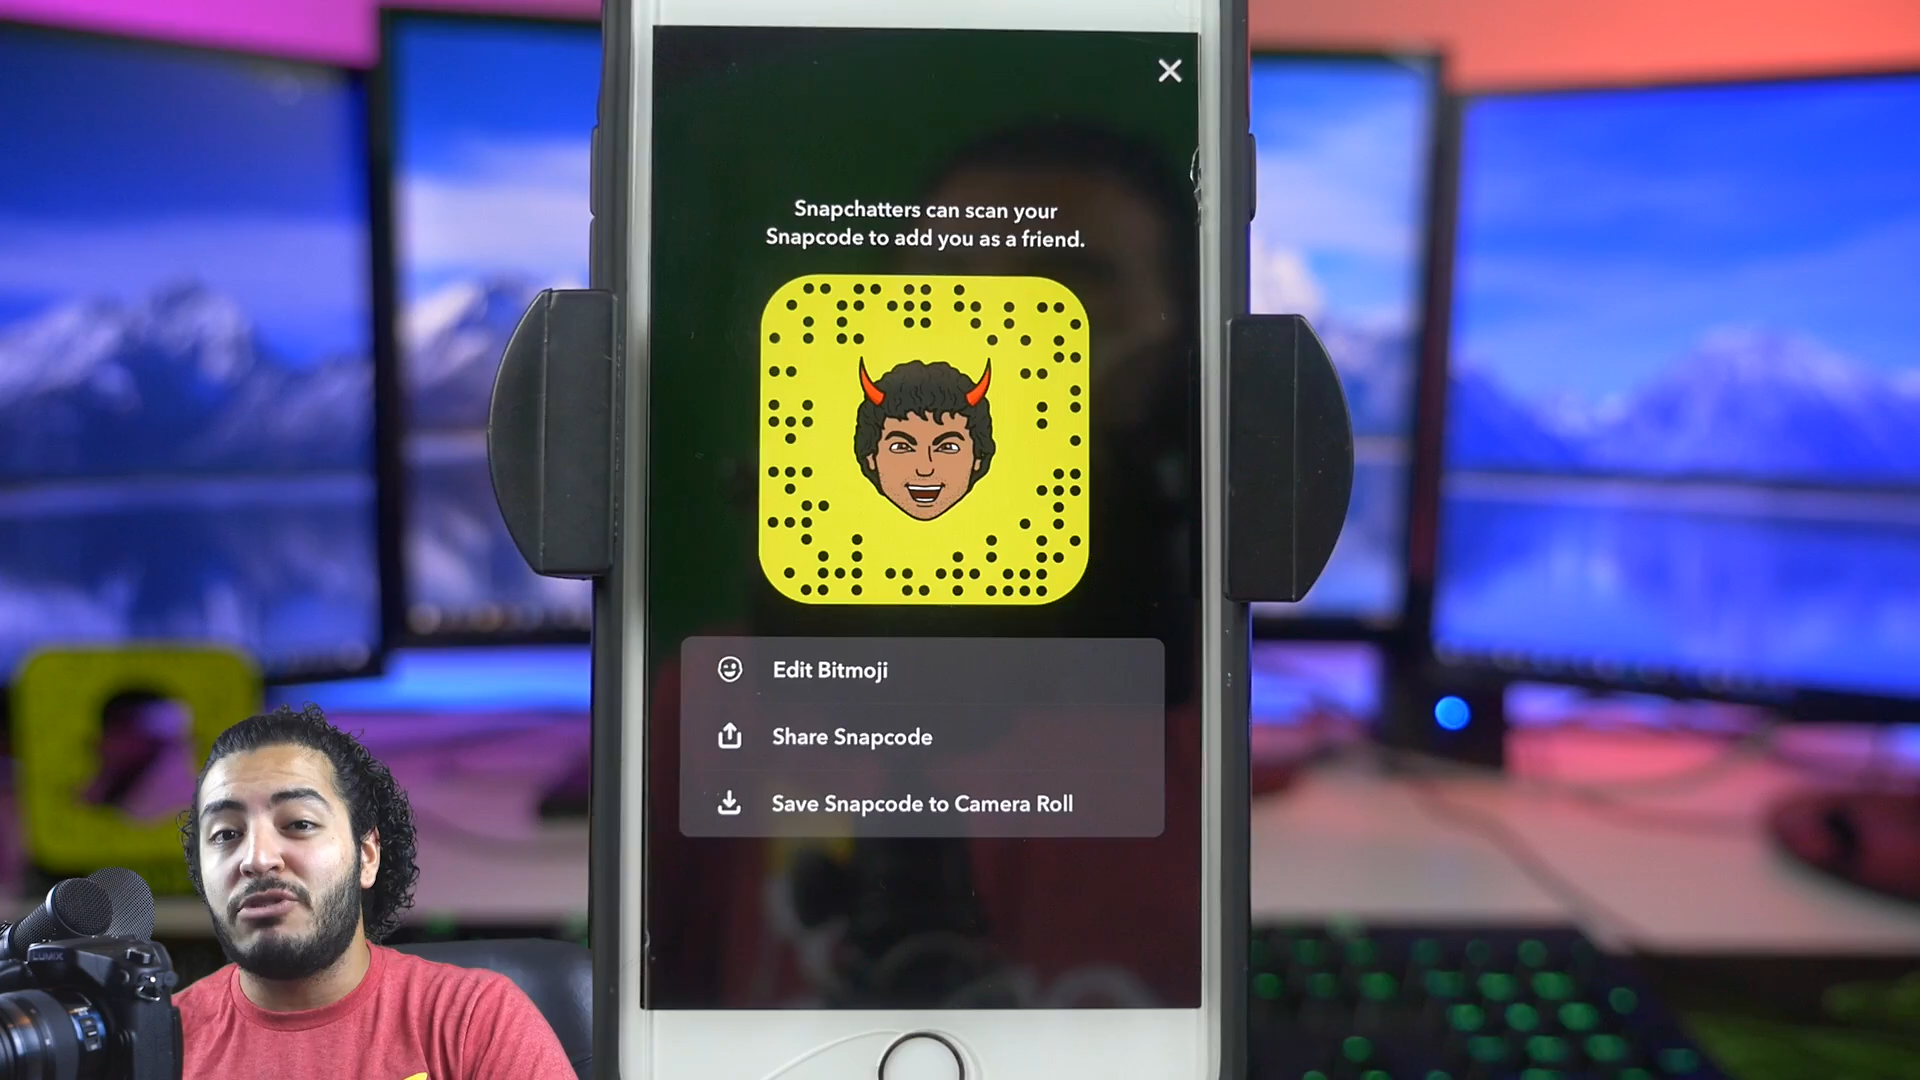 Snapchatters can scan your
Snapcode to add you as a friend.
Edit Bitmoji
Share Snapcode
Save Snapcode to Camera Roll
LUMIX